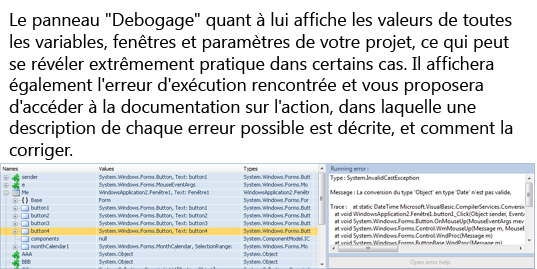 Le panneau "Debogage" quant à lui affiche les valeurs de toutes
les variables, fenêtres et paramètres de votre projet, ce qui peut
se révéler extrêmement pratique dans certains cas. Il affichera
également l'erreur d'exécution rencontrée et vous proposera
d'accéder à la documentation sur l'action, dans laquelle une
description de chaque erreur possible est décrite, et comment la
corriger.
Names Values Types Running error :
sender System.Windows.Forms.Button, Text: button1 System.Windows.Forms.Butt
Type : System.InvalidCastException
e System.Windows.Forms.MouseEventArgs System.Windows.Forms.Mous
Me WindowsApplication2.Fenêtre1, Text: Fenêtre1 WindowsApplication2.Fenêtr
Message : La conversion du type 'Object' en type 'Date' n'est pas valide.
{} Base Form System.Windows.Forms.Form
button1 System.Windows.Forms.Button, Text: button1 System.Windows.Forms.Butt
Trace : at static DateTime Microsoft.VisualBasic.CompilerServices.Conversion
button2 System.Windows.Forms.Button, Text: button2 System.Windows.Forms.Butt
at void WindowsApplication2.Fenêtre1.button1_Click(Object sender, Event
button3 System.Windows.Forms.Button, Text: button3 System.Windows.Forms.Butt
at void System.Windows.Forms.Button.OnMouseUp(MouseEventArgs mev
button4 System.Windows.Forms.Button, Text: button4 System.Windows.Forms.Butt
at void System.Windows.Forms.Control.WmMouseUp(Message m, MouseE
components null System.ComponentModel.IC
at void System.Windows.Forms.Control.WndProc(Message m)
monthCalendar1 System.Windows.Forms.MonthCalendar, SelectionRange: System.Windows.Forms.Mont
at void System.Windows.Forms.ButtonBase.WndProc(Message m)
AAA System.Object System.Object
BBB System.Object System.Object
Open error help